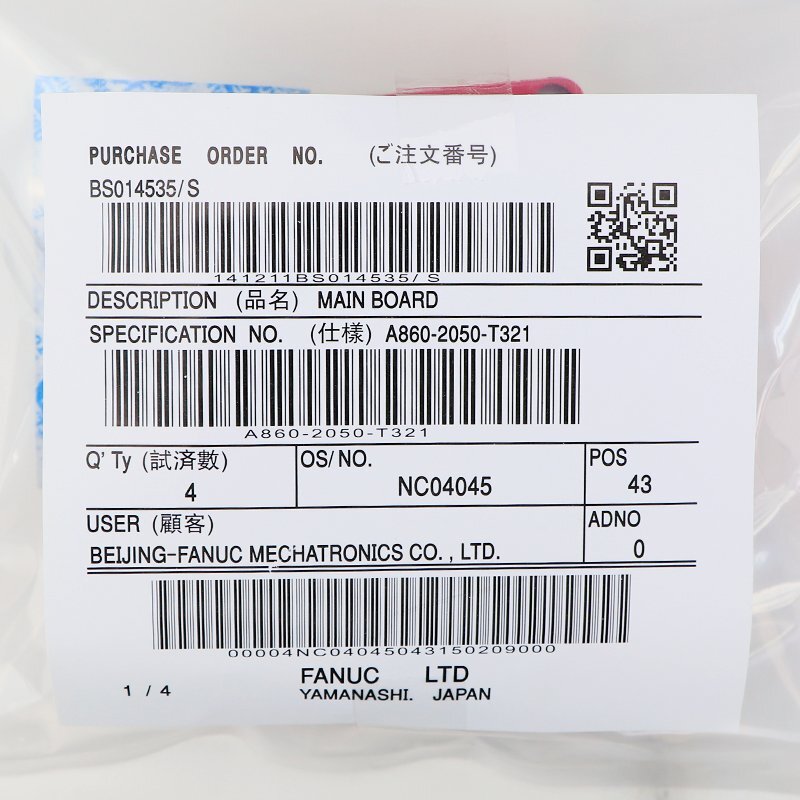 PURCHASE ORDER NO. (ご注文番号)
BS014535/S
141211BS014535/ S
DESCRIPTION (品名) MAIN BOARD
SPECIFICATION NO. (仕様) A860-2050-T321
A860-2050-T321
Q'Ty (試済數) OS/NO. POS
4 NC04045 43
USER (顧客) ADNO
BEIJING-FANUC MECHATRONICS CO., LTD. 0
00004NC04045043150209000
FANUC LTD
1 / 4 YAMANASHI. JAPAN